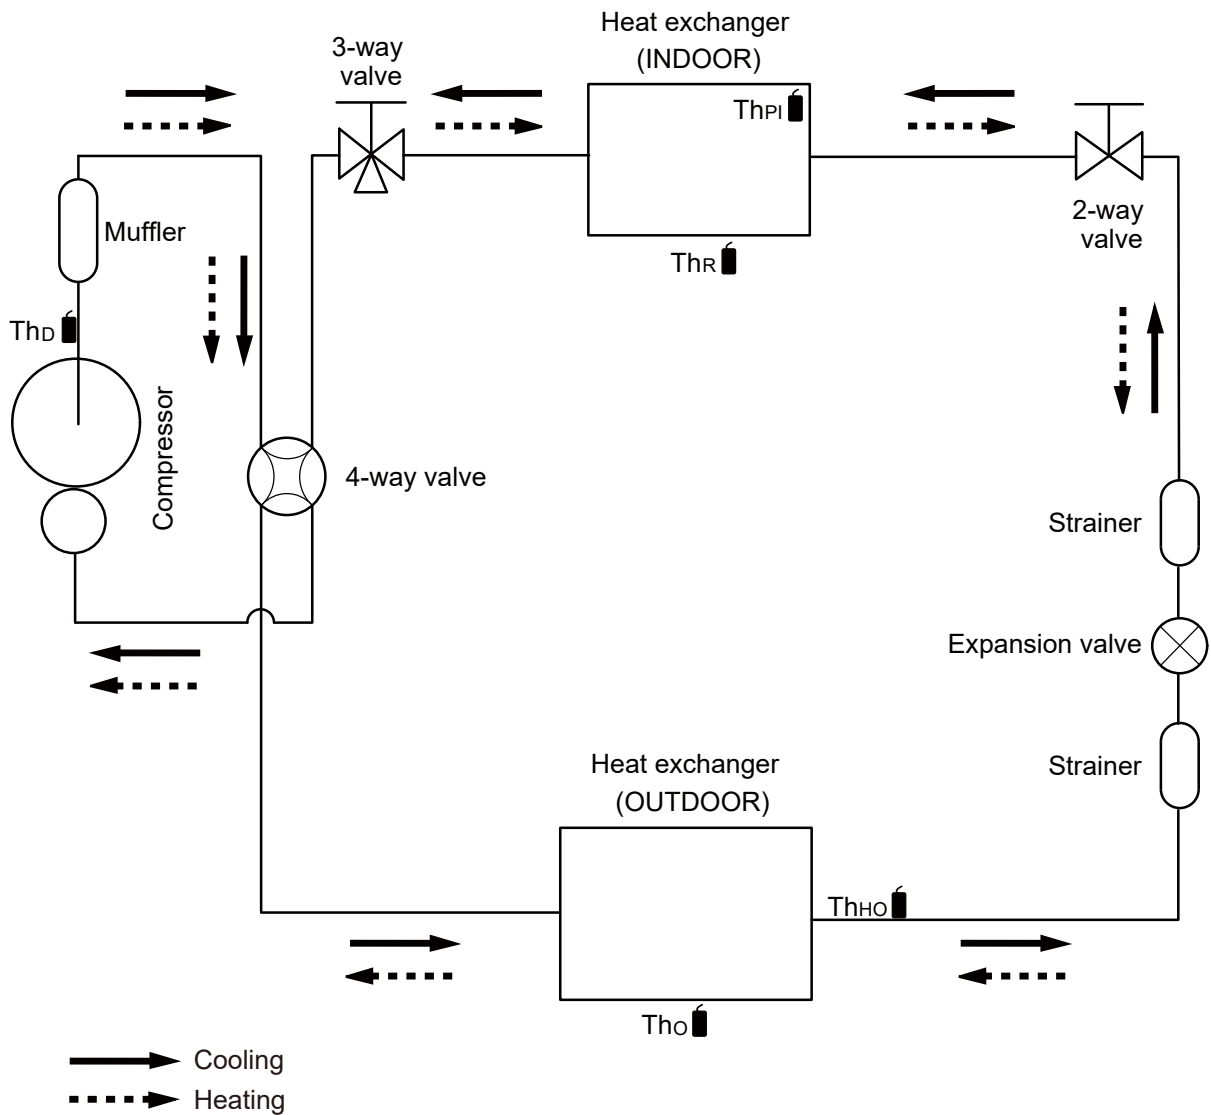 Heat exchanger
(INDOOR)
3-way
valve
ThPI
Muffler
ThR
2-way
valve
ThD
Compressor
4-way valve
Strainer
Expansion valve
Strainer
Heat exchanger
(OUTDOOR)
ThHO
ThO
Cooling
Heating